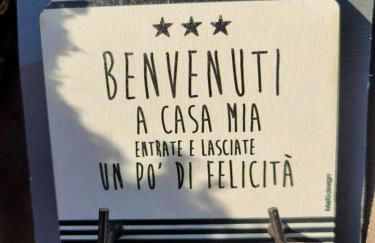 BENVENUTI
A CASA MIA
ENTRATE E LASCIATE
UN PO' DI FELICITÀ